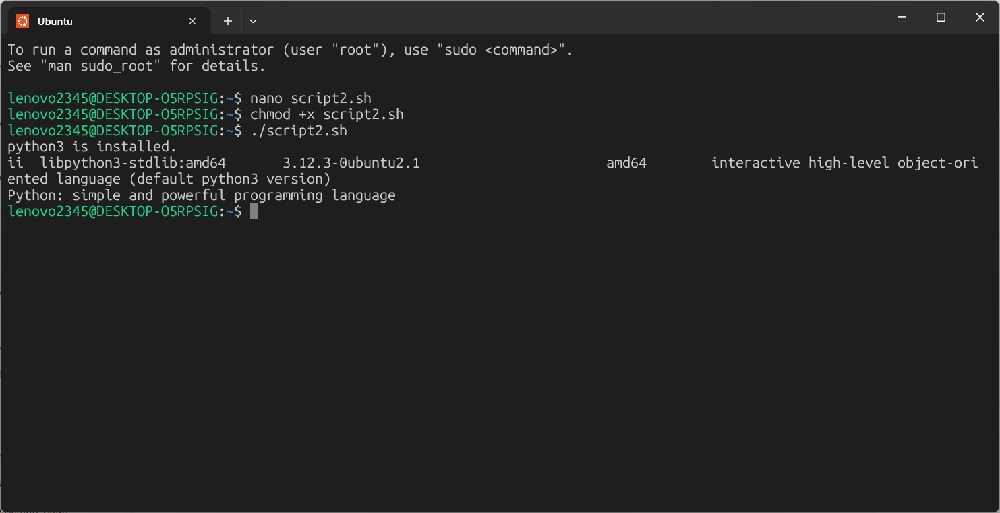 Ubuntu
To run a command as administrator (user "root"), use "sudo <command>".
See "man sudo_root" for details.
lenovo2345@DESKTOP-O5RPSIG:~$ nano script2.sh
lenovo2345@DESKTOP-O5RPSIG:~$ chmod +x script2.sh
lenovo2345@DESKTOP-O5RPSIG:~$ ./script2.sh
python3 is installed.
ii  libpython3-stdlib:amd64       3.12.3-0ubuntu2.1                       amd64        interactive high-level object-ori
ented language (default python3 version)
Python: simple and powerful programming language
lenovo2345@DESKTOP-O5RPSIG:~$